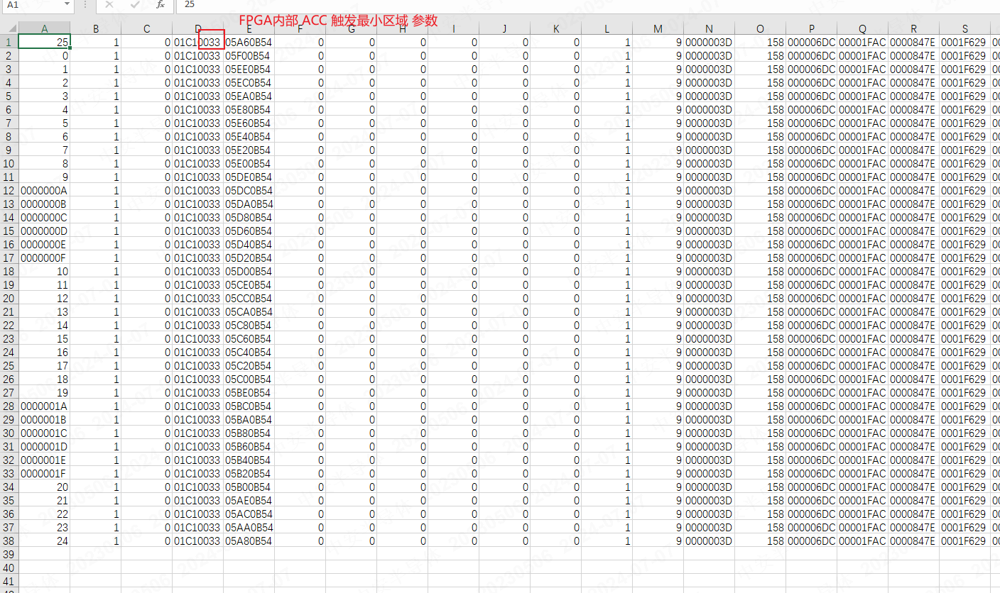 A1 fx 25
FPGA内部 ACC 触发最小区域 参数
A B C D E F G H I J K L M N O P Q R S
1 25 1 0 01C10033 05A60B54 0 0 0 0 0 0 1 9 0000003D 158 000006DC 00001FAC 0000847E 0001F629 00
2 0 1 0 01C10033 05F00B54 0 0 0 0 0 0 1 9 0000003D 158 000006DC 00001FAC 0000847E 0001F629 00
3 1 1 0 01C10033 05EE0B54 0 0 0 0 0 0 1 9 0000003D 158 000006DC 00001FAC 0000847E 0001F629 00
4 2 1 0 01C10033 05EC0B54 0 0 0 0 0 0 1 9 0000003D 158 000006DC 00001FAC 0000847E 0001F629 00
5 3 1 0 01C10033 05EA0B54 0 0 0 0 0 0 1 9 0000003D 158 000006DC 00001FAC 0000847E 0001F629 00
6 4 1 0 01C10033 05E80B54 0 0 0 0 0 0 1 9 0000003D 158 000006DC 00001FAC 0000847E 0001F629 00
7 5 1 0 01C10033 05E60B54 0 0 0 0 0 0 1 9 0000003D 158 000006DC 00001FAC 0000847E 0001F629 00
8 6 1 0 01C10033 05E40B54 0 0 0 0 0 0 1 9 0000003D 158 000006DC 00001FAC 0000847E 0001F629 00
9 7 1 0 01C10033 05E20B54 0 0 0 0 0 0 1 9 0000003D 158 000006DC 00001FAC 0000847E 0001F629 00
10 8 1 0 01C10033 05E00B54 0 0 0 0 0 0 1 9 0000003D 158 000006DC 00001FAC 0000847E 0001F629 00
11 9 1 0 01C10033 05DE0B54 0 0 0 0 0 0 1 9 0000003D 158 000006DC 00001FAC 0000847E 0001F629 00
12 0000000A 1 0 01C10033 05DC0B54 0 0 0 0 0 0 1 9 0000003D 158 000006DC 00001FAC 0000847E 0001F629 00
13 0000000B 1 0 01C10033 05DA0B54 0 0 0 0 0 0 1 9 0000003D 158 000006DC 00001FAC 0000847E 0001F629 00
14 0000000C 1 0 01C10033 05D80B54 0 0 0 0 0 0 1 9 0000003D 158 000006DC 00001FAC 0000847E 0001F629 00
15 0000000D 1 0 01C10033 05D60B54 0 0 0 0 0 0 1 9 0000003D 158 000006DC 00001FAC 0000847E 0001F629 00
16 0000000E 1 0 01C10033 05D40B54 0 0 0 0 0 0 1 9 0000003D 158 000006DC 00001FAC 0000847E 0001F629 00
17 0000000F 1 0 01C10033 05D20B54 0 0 0 0 0 0 1 9 0000003D 158 000006DC 00001FAC 0000847E 0001F629 00
18 10 1 0 01C10033 05D00B54 0 0 0 0 0 0 1 9 0000003D 158 000006DC 00001FAC 0000847E 0001F629 00
19 11 1 0 01C10033 05CE0B54 0 0 0 0 0 0 1 9 0000003D 158 000006DC 00001FAC 0000847E 0001F629 00
20 12 1 0 01C10033 05CC0B54 0 0 0 0 0 0 1 9 0000003D 158 000006DC 00001FAC 0000847E 0001F629 00
21 13 1 0 01C10033 05CA0B54 0 0 0 0 0 0 1 9 0000003D 158 000006DC 00001FAC 0000847E 0001F629 00
22 14 1 0 01C10033 05C80B54 0 0 0 0 0 0 1 9 0000003D 158 000006DC 00001FAC 0000847E 0001F629 00
23 15 1 0 01C10033 05C60B54 0 0 0 0 0 0 1 9 0000003D 158 000006DC 00001FAC 0000847E 0001F629 00
24 16 1 0 01C10033 05C40B54 0 0 0 0 0 0 1 9 0000003D 158 000006DC 00001FAC 0000847E 0001F629 00
25 17 1 0 01C10033 05C20B54 0 0 0 0 0 0 1 9 0000003D 158 000006DC 00001FAC 0000847E 0001F629 00
26 18 1 0 01C10033 05C00B54 0 0 0 0 0 0 1 9 0000003D 158 000006DC 00001FAC 0000847E 0001F629 00
27 19 1 0 01C10033 05BE0B54 0 0 0 0 0 0 1 9 0000003D 158 000006DC 00001FAC 0000847E 0001F629 00
28 0000001A 1 0 01C10033 05BC0B54 0 0 0 0 0 0 1 9 0000003D 158 000006DC 00001FAC 0000847E 0001F629 00
29 0000001B 1 0 01C10033 05BA0B54 0 0 0 0 0 0 1 9 0000003D 158 000006DC 00001FAC 0000847E 0001F629 00
30 0000001C 1 0 01C10033 05B80B54 0 0 0 0 0 0 1 9 0000003D 158 000006DC 00001FAC 0000847E 0001F629 00
31 0000001D 1 0 01C10033 05B60B54 0 0 0 0 0 0 1 9 0000003D 158 000006DC 00001FAC 0000847E 0001F629 00
32 0000001E 1 0 01C10033 05B40B54 0 0 0 0 0 0 1 9 0000003D 158 000006DC 00001FAC 0000847E 0001F629 00
33 0000001F 1 0 01C10033 05B20B54 0 0 0 0 0 0 1 9 0000003D 158 000006DC 00001FAC 0000847E 0001F629 00
34 20 1 0 01C10033 05B00B54 0 0 0 0 0 0 1 9 0000003D 158 000006DC 00001FAC 0000847E 0001F629 00
35 21 1 0 01C10033 05AE0B54 0 0 0 0 0 0 1 9 0000003D 158 000006DC 00001FAC 0000847E 0001F629 00
36 22 1 0 01C10033 05AC0B54 0 0 0 0 0 0 1 9 0000003D 158 000006DC 00001FAC 0000847E 0001F629 00
37 23 1 0 01C10033 05AA0B54 0 0 0 0 0 0 1 9 0000003D 158 000006DC 00001FAC 0000847E 0001F629 00
38 24 1 0 01C10033 05A80B54 0 0 0 0 0 0 1 9 0000003D 158 000006DC 00001FAC 0000847E 0001F629 00
39
40
41